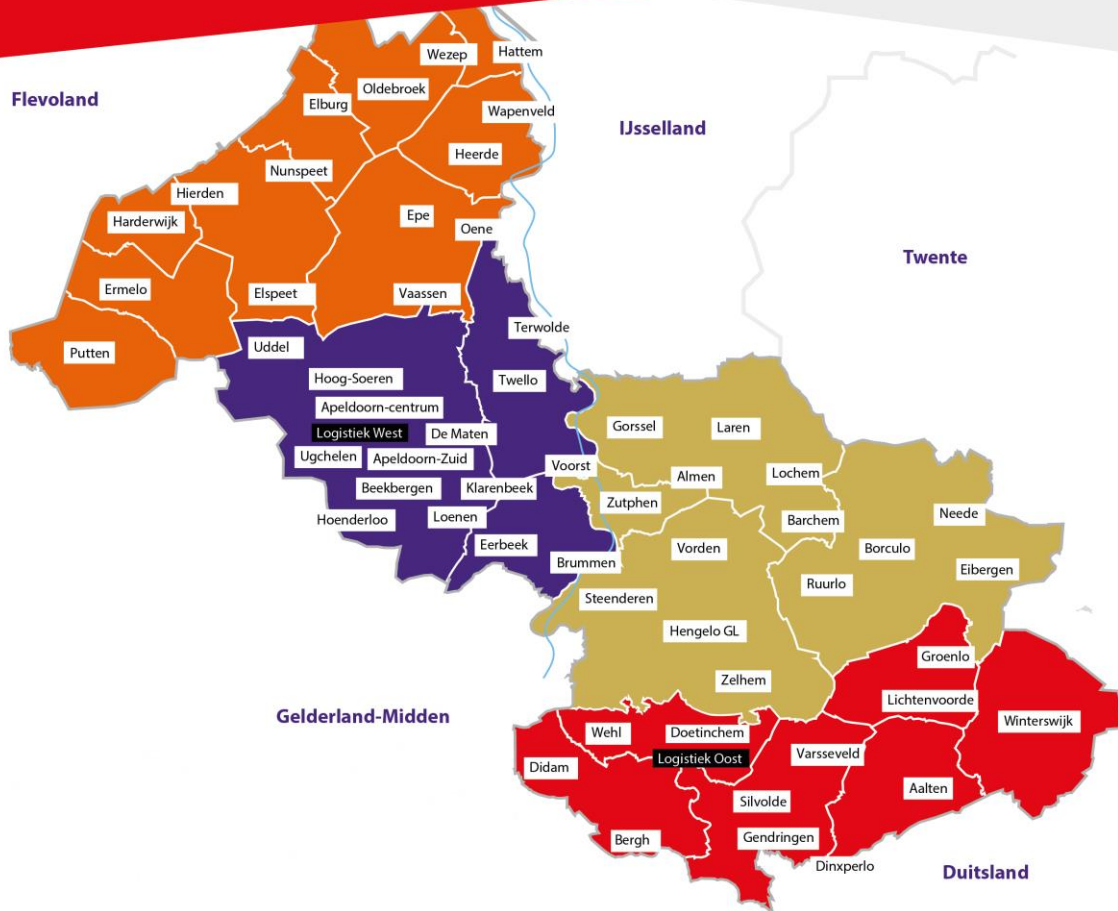 Wezep
Hattem
Oldebroek
Flevoland
Elburg
Wapenveld
IJsselland
Heerde
Nunspeet
Hierden
Harderwijk
Epe
Oene
Twente
Ermelo
Elspeet
Vaassen
Terwolde
Putten
Uddel
Hoog-Soeren
Twello
Apeldoorn-centrum
Logistiek West
De Maten
Gorssel
Laren
Ugchelen
Apeldoorn-Zuid
Voorst
Almen
Lochem
Beekbergen
Klarenbeek
Zutphen
Hoenderloo
Loenen
Barchem
Neede
Eerbeek
Vorden
Borculo
Brummen
Ruurlo
Eibergen
Steenderen
Hengelo GL
Groenlo
Zelhem
Lichtenvoorde
Gelderland-Midden
Winterswijk
Wehl
Doetinchem
Logistiek Oost
Varsseveld
Didam
Aalten
Silvolde
Bergh
Gendringen
Dinxperlo
Duitsland